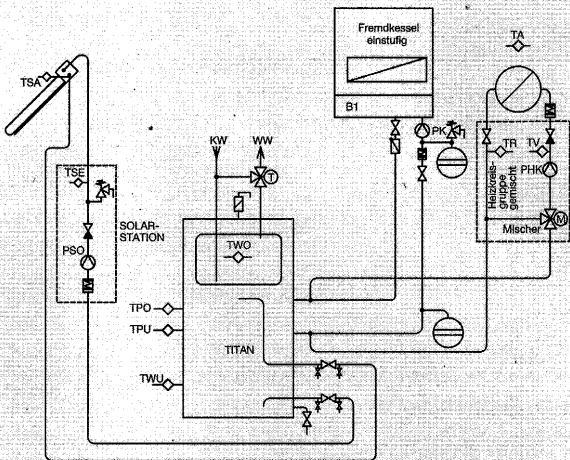 Fremdkessel
einstufig
B1
TA
TSA
KW
WW
PK
T
TSE
SOLAR-
STATION
PSO
TWO
TPO
TPU
TITAN
TWU
Heizkreis-
gruppe
gemischt
TR
TV
PHK
M
Mischer